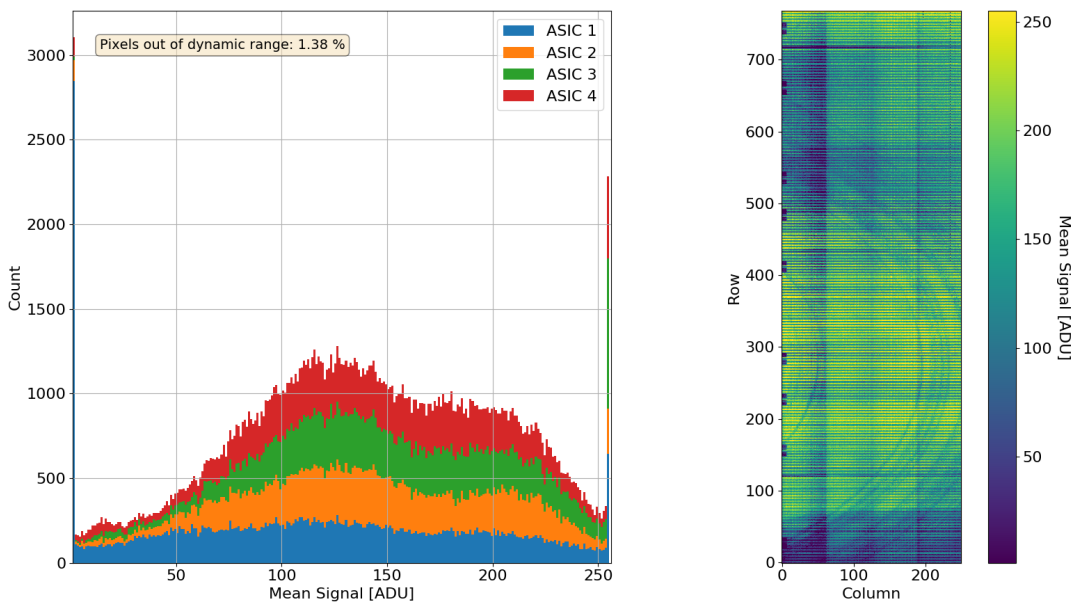 Pixels out of dynamic range: 1.38 %
ASIC 1
ASIC 2
ASIC 3
ASIC 4
3000
2500
2000
1500
1000
500
0
Count
50
100
150
200
250
Mean Signal [ADU]
700
600
500
400
300
200
100
0
Row
0
100
200
Column
250
200
150
100
50
Mean Signal [ADU]